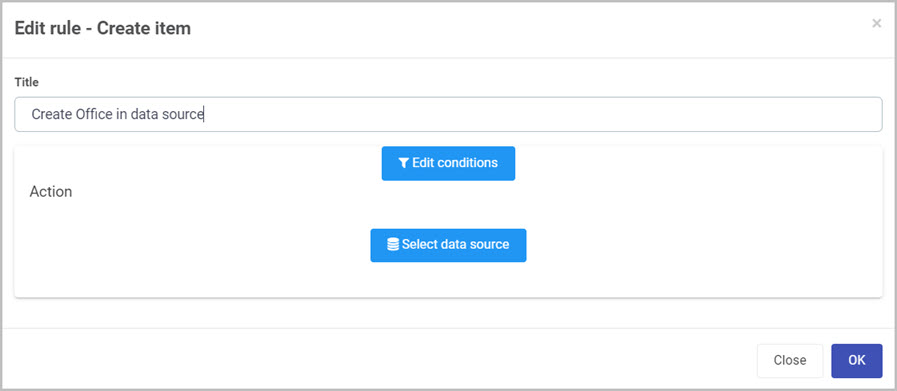 Edit rule - Create item
×
Title
Create Office in data source
Edit conditions
Action
Select data source
Close OK